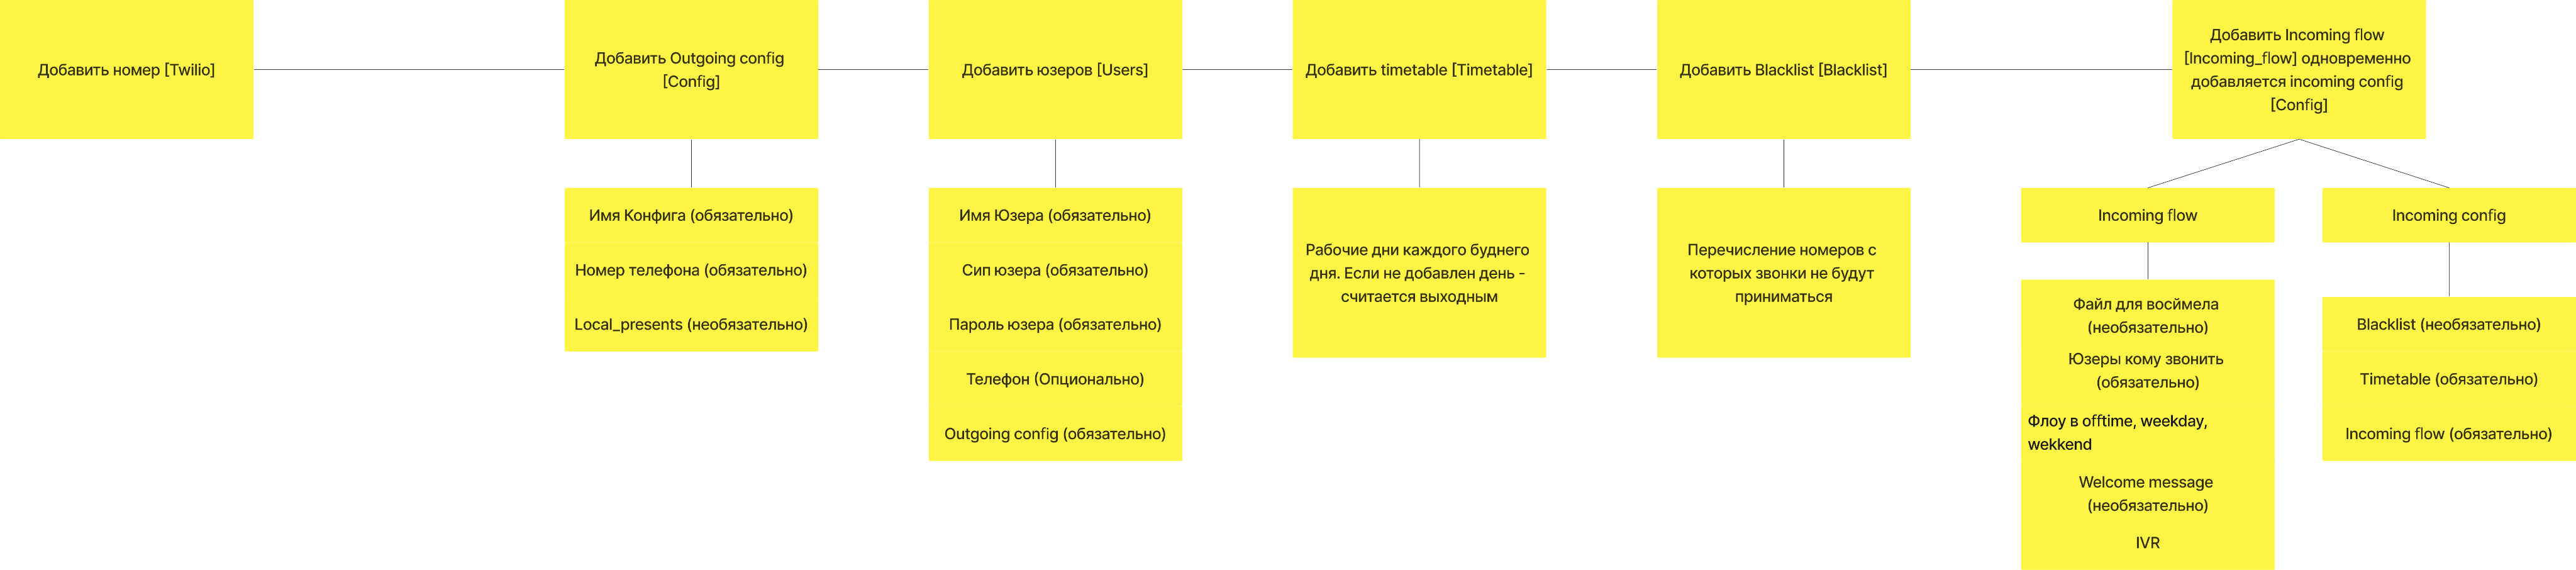 Добавить номер [Twilio]
Добавить Outgoing config
[Config]
Добавить юзеров [Users]
Добавить timetable [Timetable]
Добавить Blacklist [Blacklist]
Добавить Incoming flow
[Incoming_flow] одновременно
добавляется incoming config
[Config]
Имя Конфига (обязательно)
Номер телефона (обязательно)
Local_presents (необязательно)
Имя Юзера (обязательно)
Сип юзера (обязательно)
Пароль юзера (обязательно)
Телефон (Опционально)
Outgoing config (обязательно)
Рабочие дни каждого буднего
дня. Если не добавлен день -
считается выходным
Перечисление номеров с
которых звонки не будут
приниматься
Incoming flow
Файл для восймела
(необязательно)
Юзеры кому звонить
(обязательно)
Флоу в offtime, weekday,
wekkend
Welcome message
(необязательно)
IVR
Incoming config
Blacklist (необязательно)
Timetable (обязательно)
Incoming flow (обязательно)